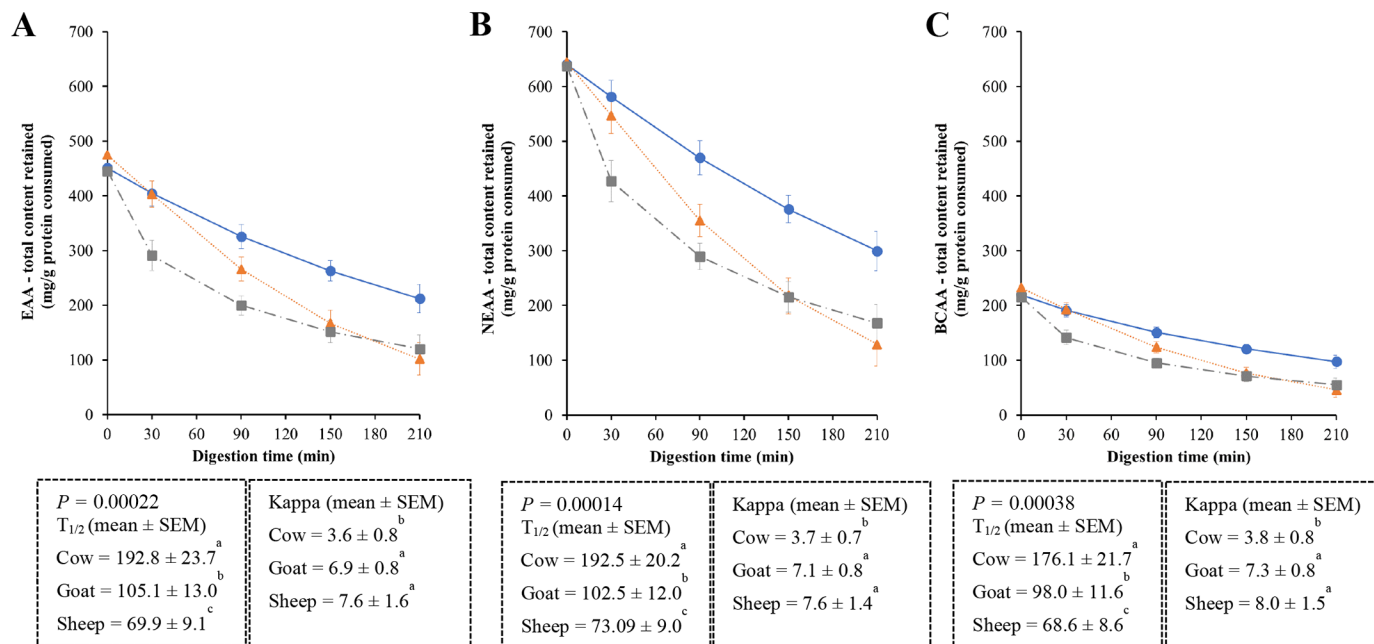 A
EAA - total content retained
(mg/g protein consumed)
700
600
500
400
300
200
100
0
0 30 60 90 120 150 180 210
Digestion time (min)
P = 0.00022
T1/2 (mean ± SEM)
Cow = 192.8 ± 23.7a
Goat = 105.1 ± 13.0b
Sheep = 69.9 ± 9.1c
Kappa (mean ± SEM)
Cow = 3.6 ± 0.8b
Goat = 6.9 ± 0.8a
Sheep = 7.6 ± 1.6a
B
NEAA - total content retained
(mg/g protein consumed)
700
600
500
400
300
200
100
0
0 30 60 90 120 150 180 210
Digestion time (min)
P = 0.00014
T1/2 (mean ± SEM)
Cow = 192.5 ± 20.2a
Goat = 102.5 ± 12.0b
Sheep = 73.09 ± 9.0c
Kappa (mean ± SEM)
Cow = 3.7 ± 0.7b
Goat = 7.1 ± 0.8a
Sheep = 7.6 ± 1.4a
C
BCAA - total content retained
(mg/g protein consumed)
700
600
500
400
300
200
100
0
0 30 60 90 120 150 180 210
Digestion time (min)
P = 0.00038
T1/2 (mean ± SEM)
Cow = 176.1 ± 21.7a
Goat = 98.0 ± 11.6b
Sheep = 68.6 ± 8.6c
Kappa (mean ± SEM)
Cow = 3.8 ± 0.8b
Goat = 7.3 ± 0.8a
Sheep = 8.0 ± 1.5a